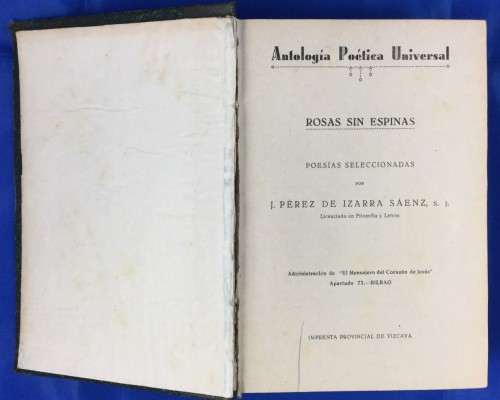 Antología Poética Universal
ROSAS SIN ESPINAS
POESÍAS SELECCIONADAS
POR
J. PÉREZ DE IZARRA SÁENZ, S. J.
Licenciado en Filosofía y Letras
Administración de "El Mensajero del Corazón de Jesús"
Apartado 73.—BILBAO
IMPRENTA PROVINCIAL DE VIZCAYA